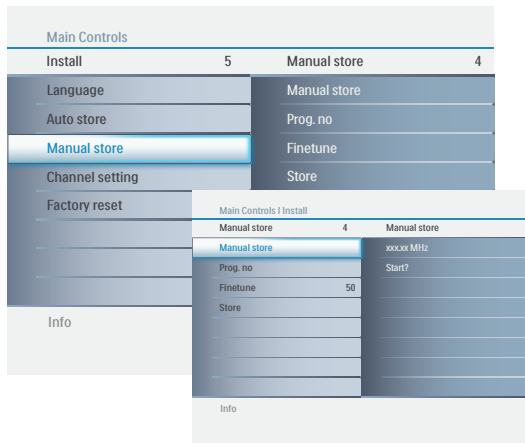 Main Controls
Install 5 Manual store 4
Language Manual store
Auto store Prog. no
Manual store Finetune
Channel setting Store
Factory reset
Info
Main Controls / Install
Manual store 4 Manual store
Manual store xxx.xx MHz
Prog. no Start?
Finetune 50
Store
Info